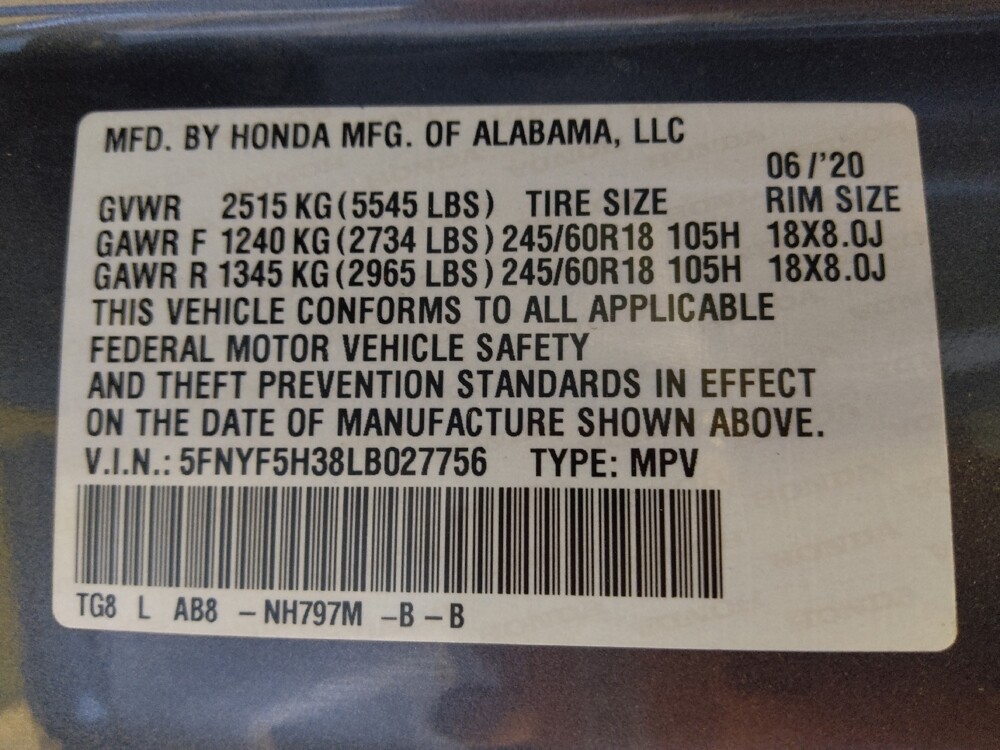 MFD. BY HONDA MFG. OF ALABAMA, LLC
06/'20
GVWR 2515 KG (5545 LBS) TIRE SIZE RIM SIZE
GAWR F 1240 KG (2734 LBS) 245/60R18 105H 18X8.0J
GAWR R 1345 KG (2965 LBS) 245/60R18 105H 18X8.0J
THIS VEHICLE CONFORMS TO ALL APPLICABLE
FEDERAL MOTOR VEHICLE SAFETY
AND THEFT PREVENTION STANDARDS IN EFFECT
ON THE DATE OF MANUFACTURE SHOWN ABOVE.
V.I.N.: 5FNYF5H38LB027756 TYPE: MPV
TG8 L AB8 - NH797M - B - B